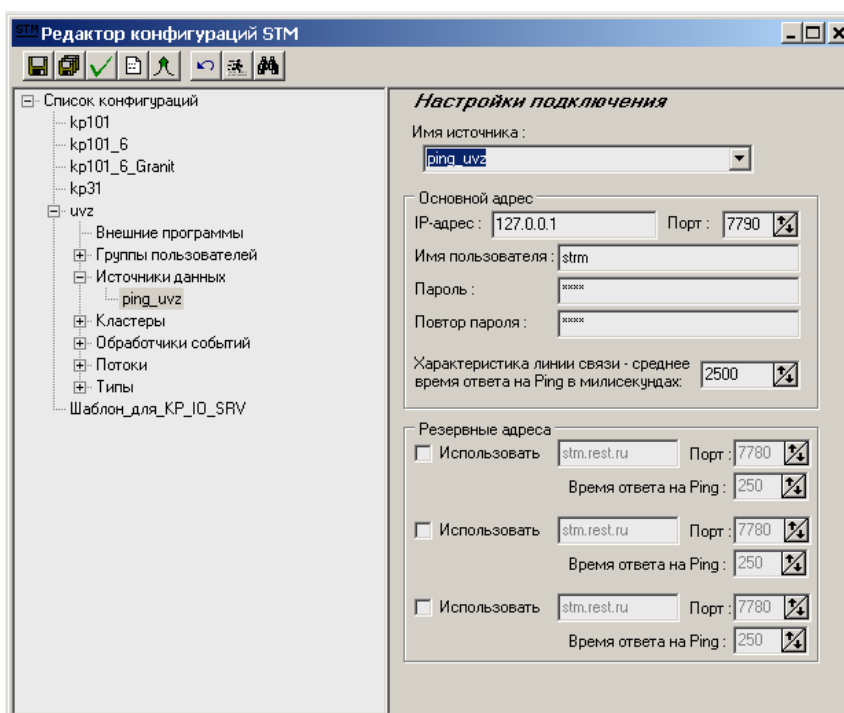 STM Редактор конфигураций STM
Список конфигураций
kp101
kp101_6
kp101_6_Granit
kp31
uvz
Внешние программы
Группы пользователей
Источники данных
ping_uvz
Кластеры
Обработчики событий
Потоки
Типы
Шаблон_для_KP_IO_SRV
Настройки подключения
Имя источника :
ping_uvz
Основной адрес
IP-адрес : 127.0.0.1 Порт : 7790
Имя пользователя : strm
Пароль : ****
Повтор пароля : ****
Характеристика линии связи - среднее
время ответа на Ping в милисекундах: 2500
Резервные адреса
Использовать stm.rest.ru Порт : 7780
Время ответа на Ping : 250
Использовать stm.rest.ru Порт : 7780
Время ответа на Ping : 250
Использовать stm.rest.ru Порт : 7780
Время ответа на Ping : 250